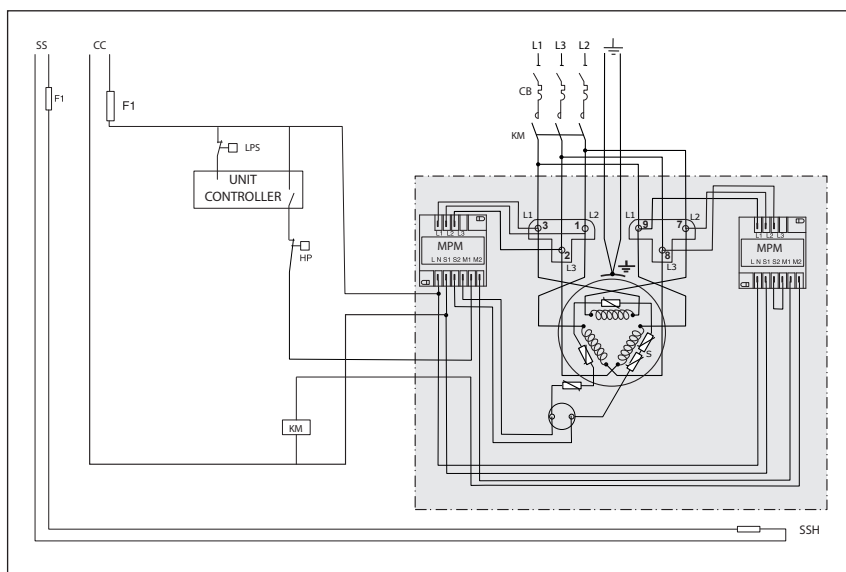 SS CC L1 L3 L2
F1 F1 CB
KM
LPS
UNIT
CONTROLLER
HP
L1 3 1 L2 L1 9 7 L2
2 L3 8 L3
L1 L2 L3
MPM
L N S1 S2 M1 M2
L1 L2 L3
MPM
L N S1 S2 M1 M2
S
KM
SSH